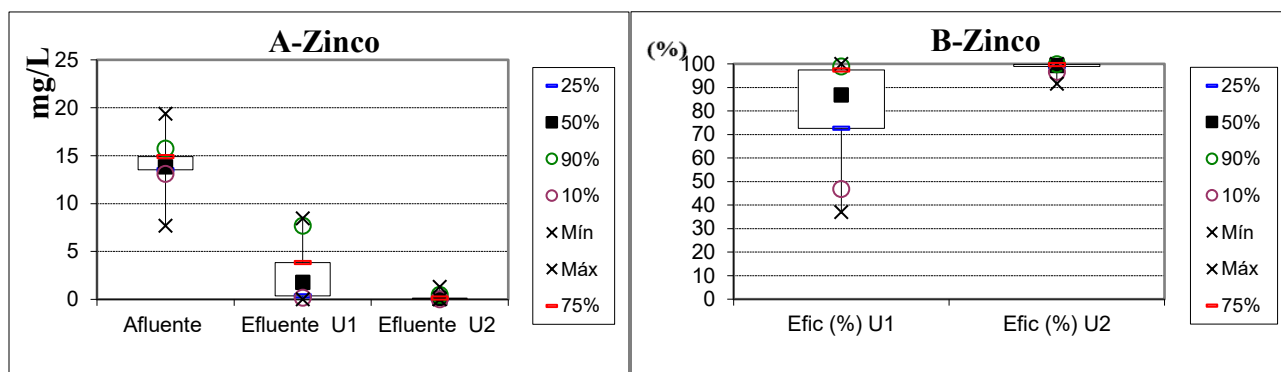 A-Zinco
mg/L
25
20
15
10
5
0
Afluente
Efluente U1
Efluente U2
25%
50%
90%
10%
Mín
Máx
75%
B-Zinco
(%)
100
90
80
70
60
50
40
30
20
10
0
Efic (%) U1
Efic (%) U2
25%
50%
90%
10%
Mín
Máx
75%